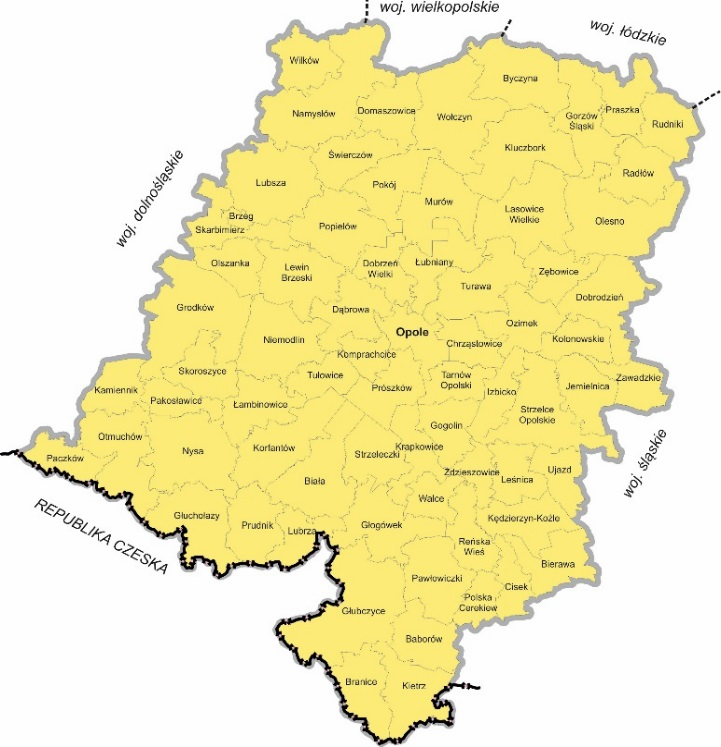 woj. wielkopolskie
woj. łódzkie
Wilków
Byczyna
Namysłów
Domaszowice
Wołczyn
Gorzów
Śląski
Praszka
Rudniki
Kluczbork
Świerczów
Radłów
woj. dolnośląskie
Lubsza
Pokój
Murów
Lasowice
Wielkie
Olesno
Brzeg
Skarbimierz
Popielów
Olszanka
Lewin
Brzeski
Dobrzeń
Wielki
Łubniany
Turawa
Zębowice
Dobrodzień
Grodków
Dąbrowa
Opole
Ozimek
Niemodlin
Chrząstowice
Kolonowskie
Komprachcice
Skoroszyce
Tułowice
Prószków
Tarnów
Opolski
Izbicko
Jemielnica
Zawadzkie
Kamiennik
Pakosławice
Łambinowice
Strzelce
Opolskie
Gogolin
Otmuchów
Nysa
Korfantów
Strzeleczki
Krapkowice
Paczków
Zdzieszowice
Leśnica
Ujazd
woj. śląskie
Biała
Walce
REPUBLIKA CZESKA
Głuchołazy
Prudnik
Lubrza
Głogówek
Kędzierzyn-Koźle
Reńska
Wieś
Bierawa
Pawłowiczki
Cisek
Polska
Cerekiew
Głubczyce
Baborów
Branice
Kietrz